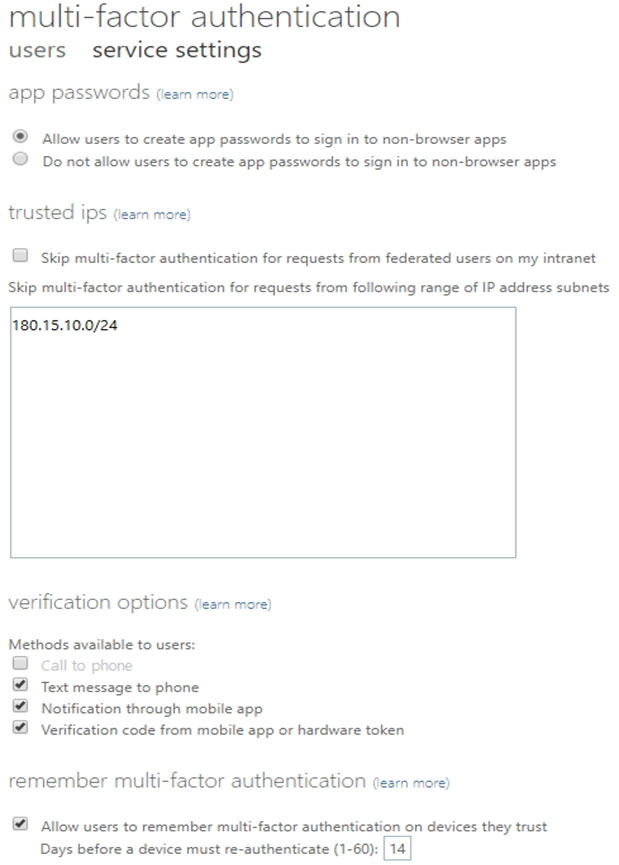 multi-factor authentication
users service settings
app passwords (learn more)
Allow users to create app passwords to sign in to non-browser apps
Do not allow users to create app passwords to sign in to non-browser apps
trusted ips (learn more)
Skip multi-factor authentication for requests from federated users on my intranet
Skip multi-factor authentication for requests from following range of IP address subnets
180.15.10.0/24
verification options (learn more)
Methods available to users:
Call to phone
Text message to phone
Notification through mobile app
Verification code from mobile app or hardware token
remember multi-factor authentication (learn more)
Allow users to remember multi-factor authentication on devices they trust
Days before a device must re-authenticate (1-60): 14